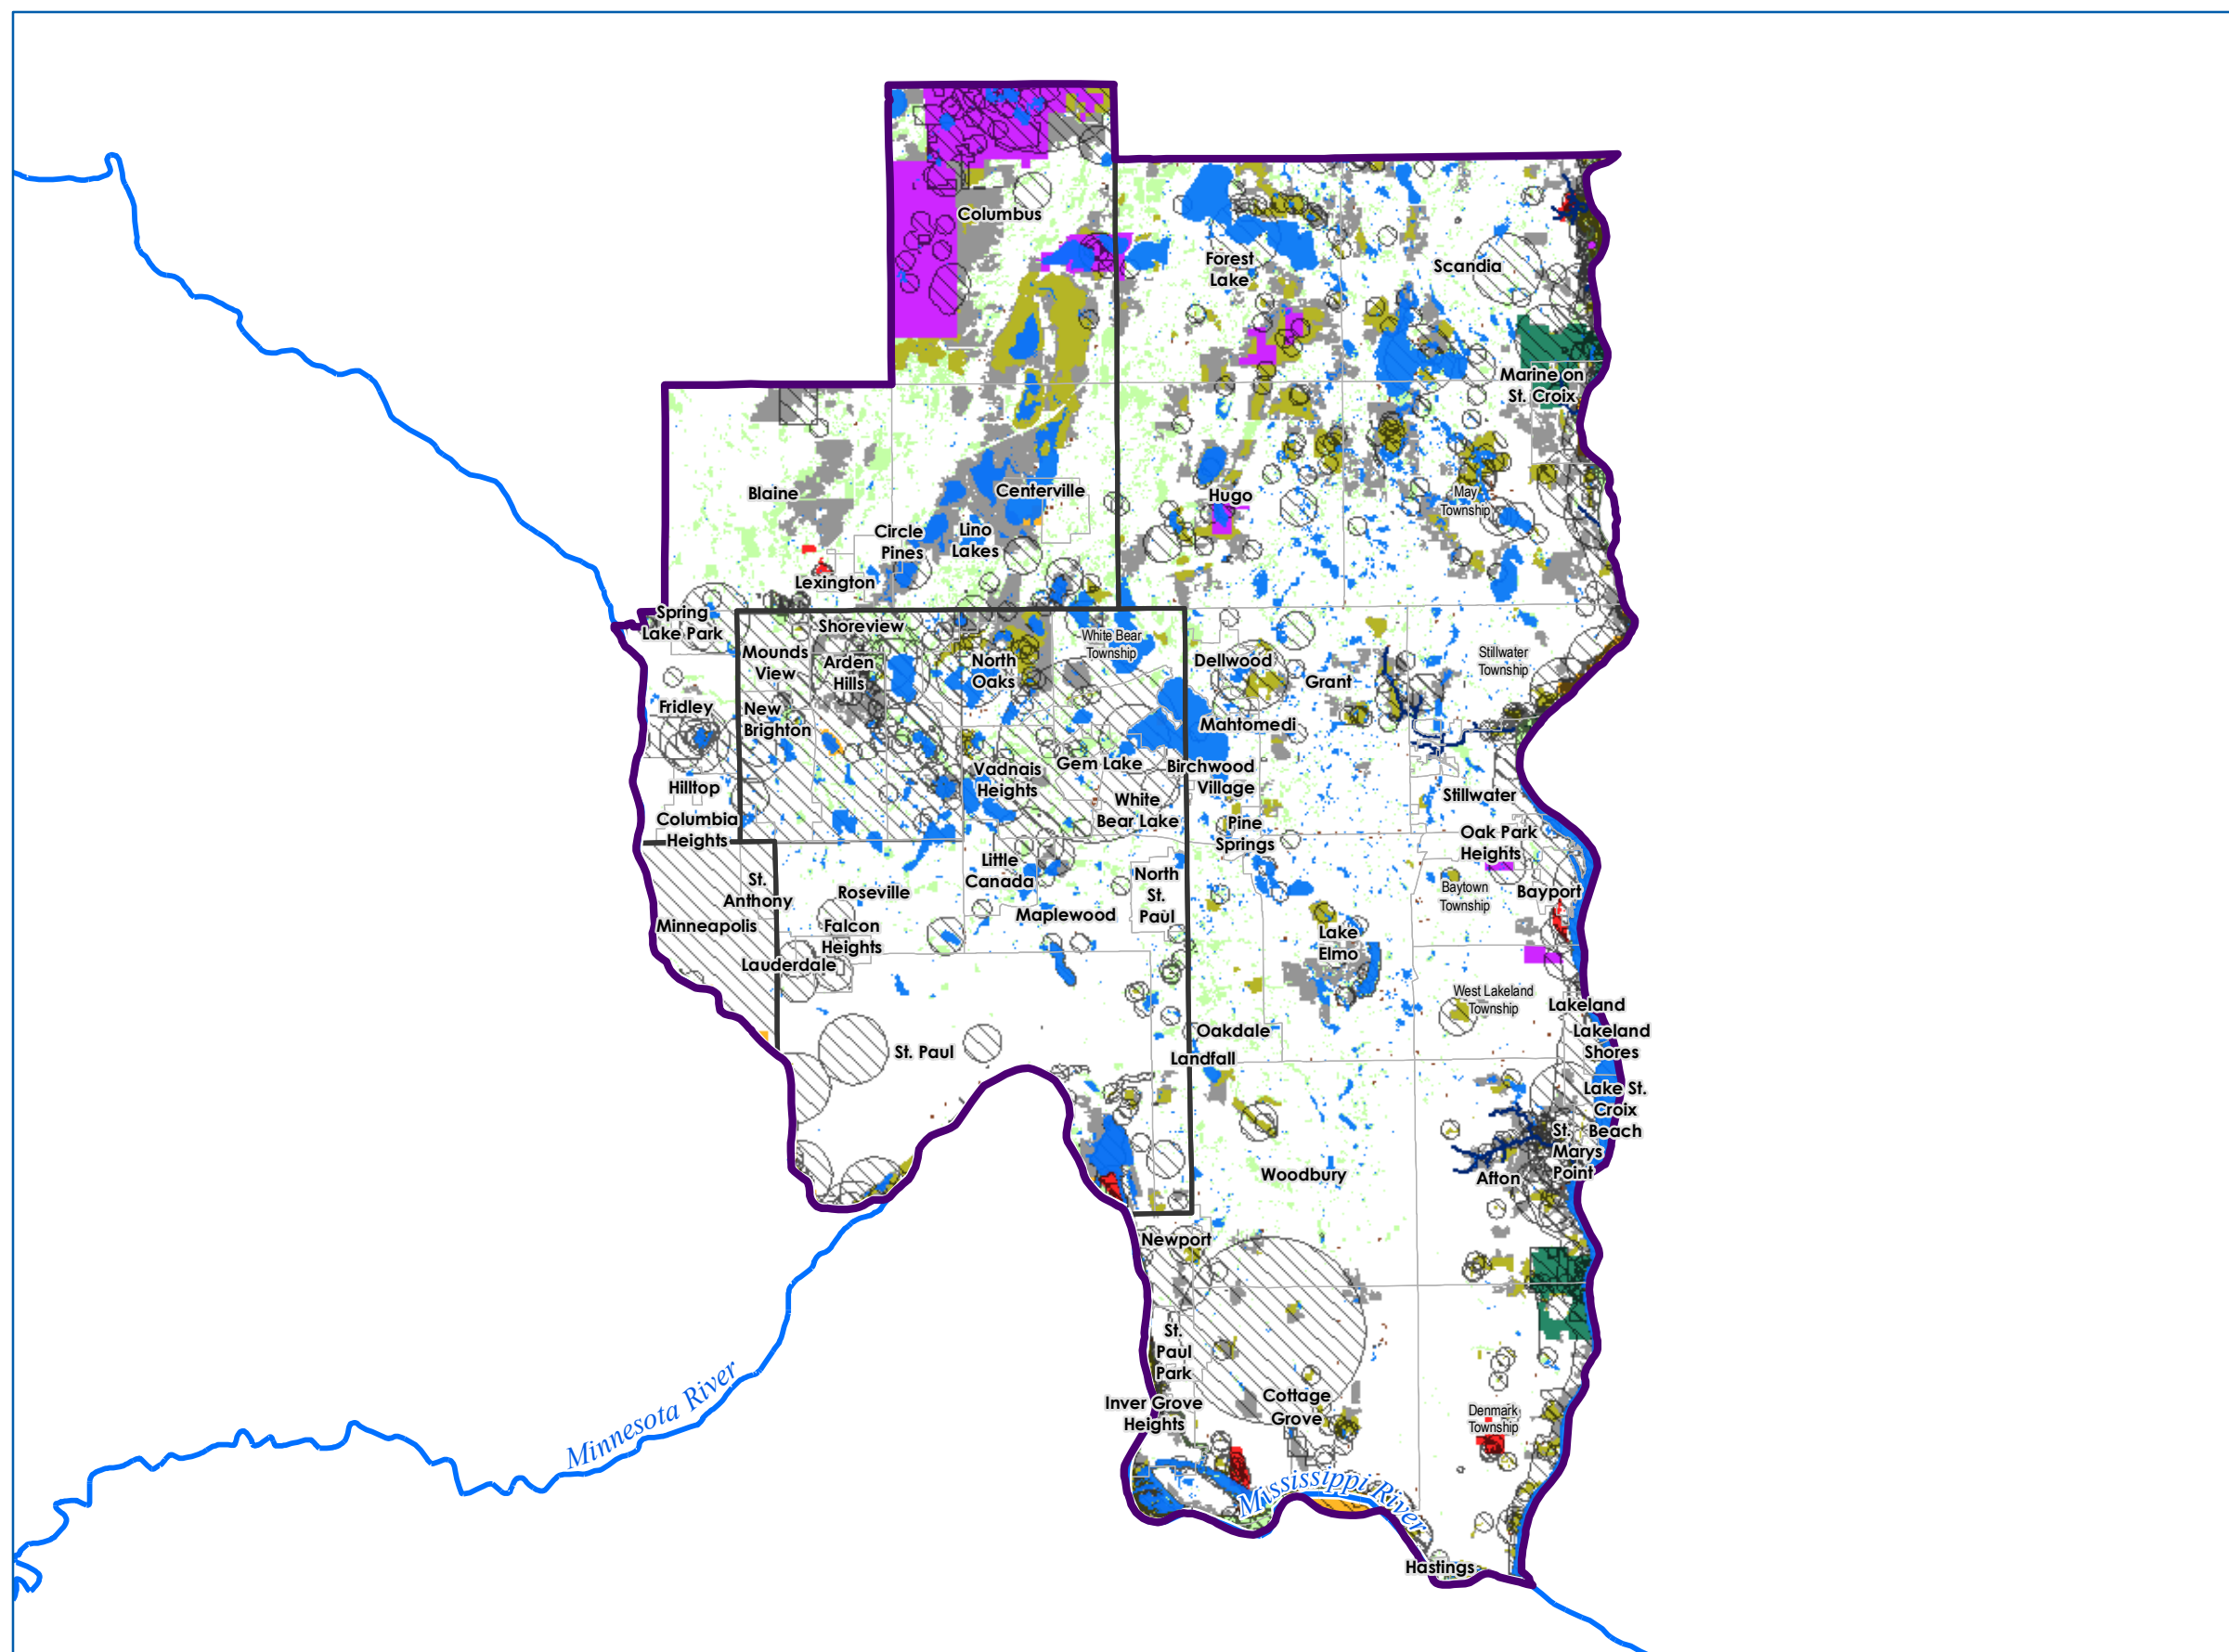 Columbus
Forest
Lake
Scandia
Marine on
St. Croix
Blaine
Centerville
Hugo
May
Township
Circle
Pines
Lino
Lakes
Lexington
Spring
Lake Park
Shoreview
Mounds
View
Arden
Hills
North
Oaks
White Bear
Township
Dellwood
Grant
Stillwater
Township
Fridley
New
Brighton
Mahtomedi
Vadnais
Heights
Gem Lake
Birchwood
Village
Hilltop
White
Bear Lake
Stillwater
Columbia
Heights
Pine
Springs
Oak Park
Heights
Little
Canada
St.
Anthony
Roseville
North
St.
Paul
Baytown
Township
Bayport
Minneapolis
Falcon
Heights
Maplewood
Lake
Elmo
Lauderdale
West Lakeland
Township
Lakeland
Oakdale
Lakeland
Shores
St. Paul
Landfall
Lake St.
Croix
Beach
St.
Marys
Point
Woodbury
Afton
Newport
St.
Paul
Park
Inver Grove
Heights
Cottage
Grove
Denmark
Township
Minnesota River
Mississippi River
Hastings